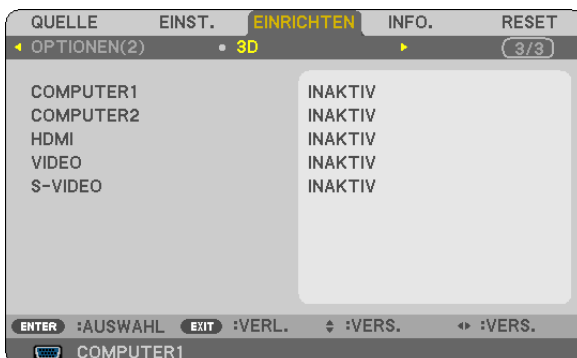 QUELLE EINST. EINRICHTEN INFO. RESET
OPTIONEN(2) 3D 3/3
COMPUTER1 INAKTIV
COMPUTER2 INAKTIV
HDMI INAKTIV
VIDEO INAKTIV
S-VIDEO INAKTIV
ENTER :AUSWAHL EXIT :VERL. :VERS. :VERS.
COMPUTER1